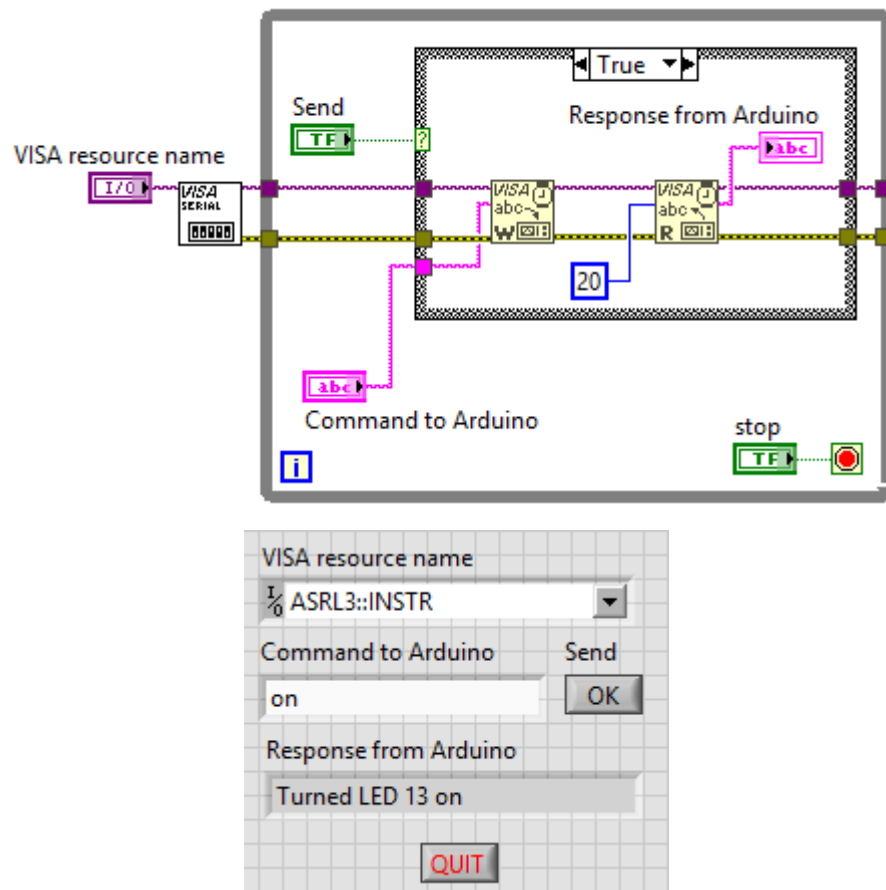 True
Send
TF
?
Response from Arduino
abc
VISA resource name
I/O
VISA
SERIAL
VISA
abc
W
VISA
abc
R
20
abc
Command to Arduino
stop
TF
i
VISA resource name
I/O ASRL3::INSTR
Command to Arduino Send
on OK
Response from Arduino
Turned LED 13 on
QUIT